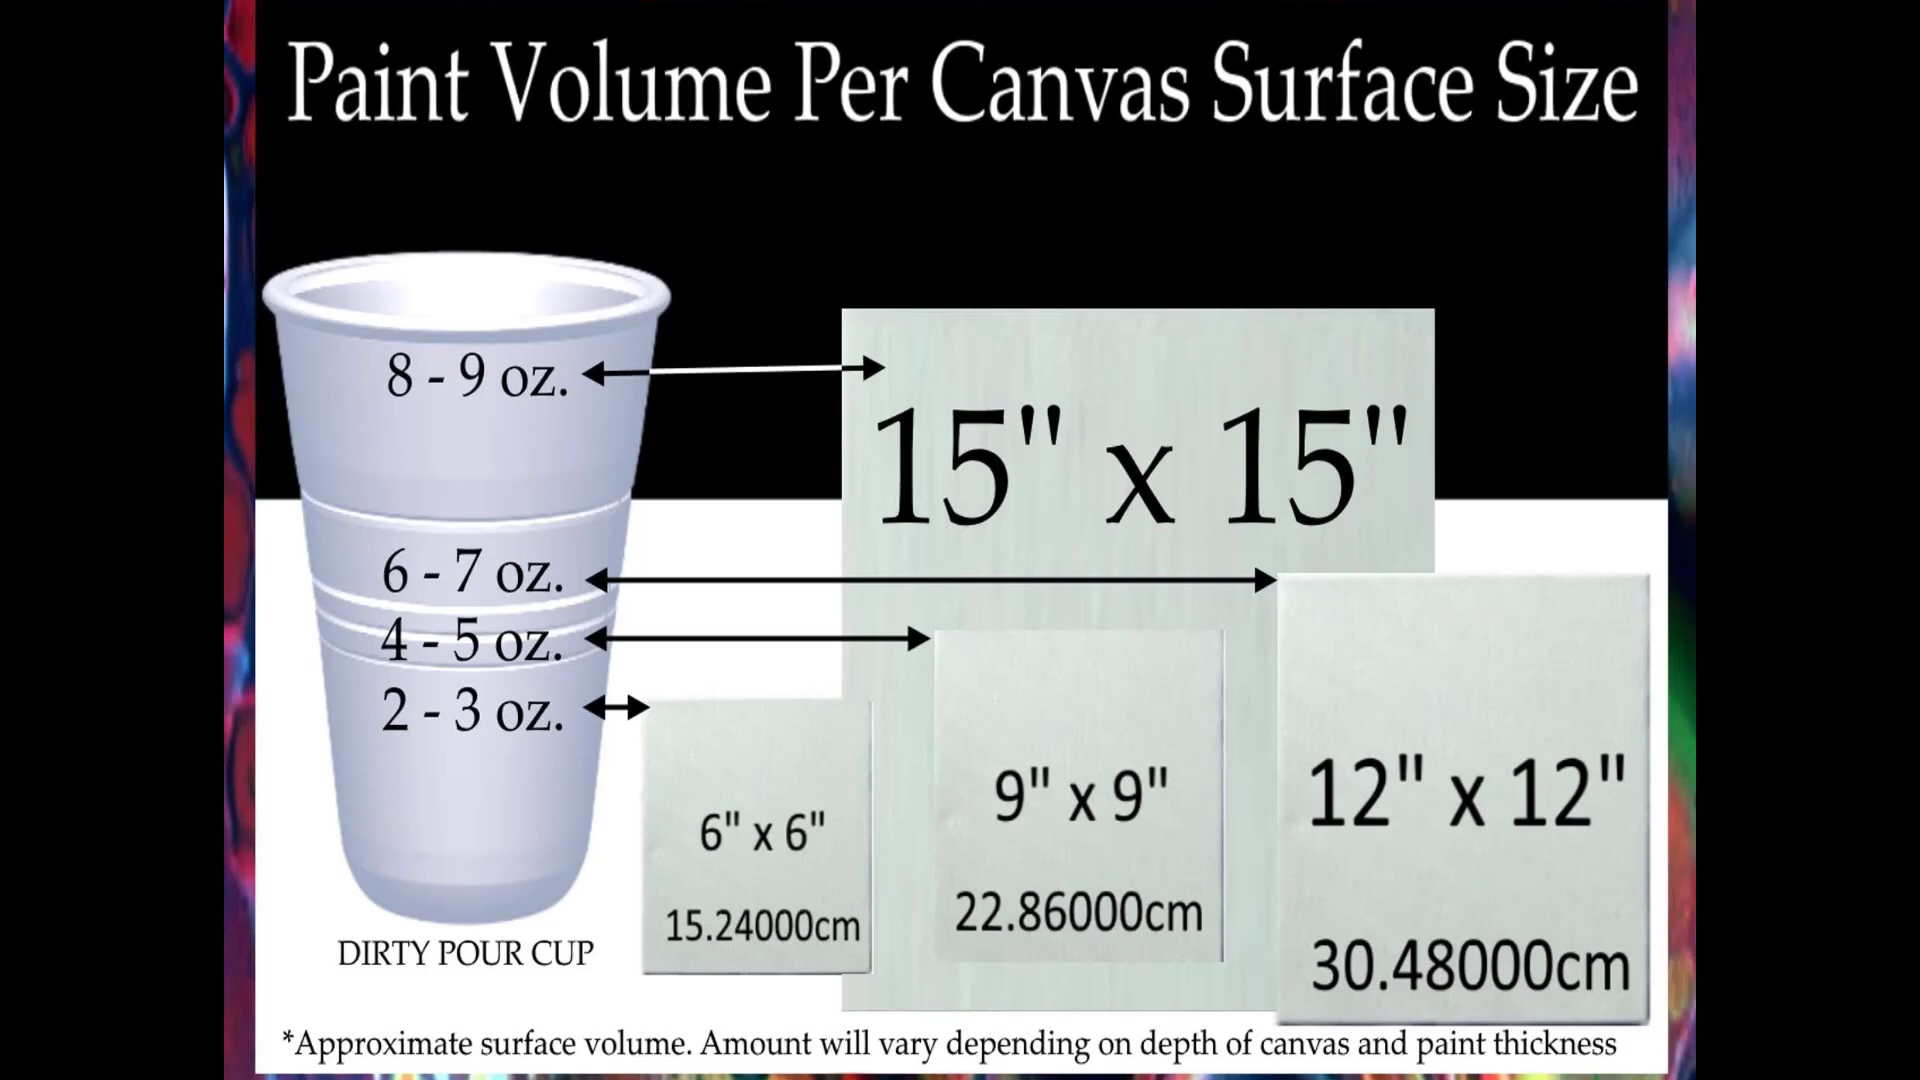 Paint Volume Per Canvas Surface Size
8 - 9 oz.
15" x 15"
6 - 7 oz.
4 - 5 oz.
2 - 3 oz.
6" x 6"
15.24000cm
9" x 9"
22.86000cm
12" x 12"
30.48000cm
DIRTY POUR CUP
*Approximate surface volume. Amount will vary depending on depth of canvas and paint thickness